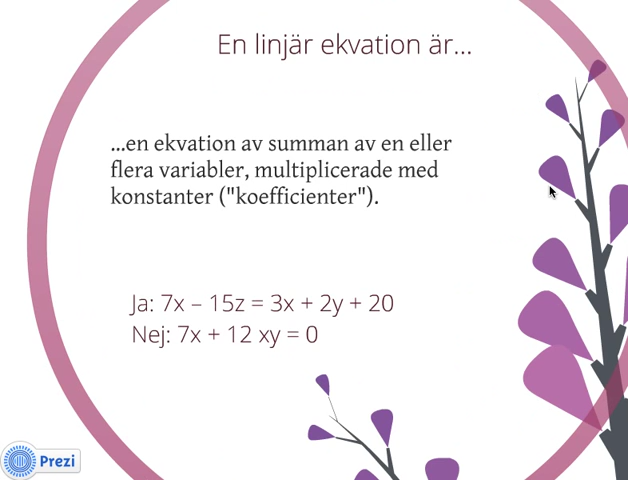 En linjär ekvation är...
...en ekvation av summan av en eller
flera variabler, multiplicerade med
konstanter ("koefficienter").
Ja: 7x – 15z = 3x + 2y + 20
Nej: 7x + 12 xy = 0
Prezi